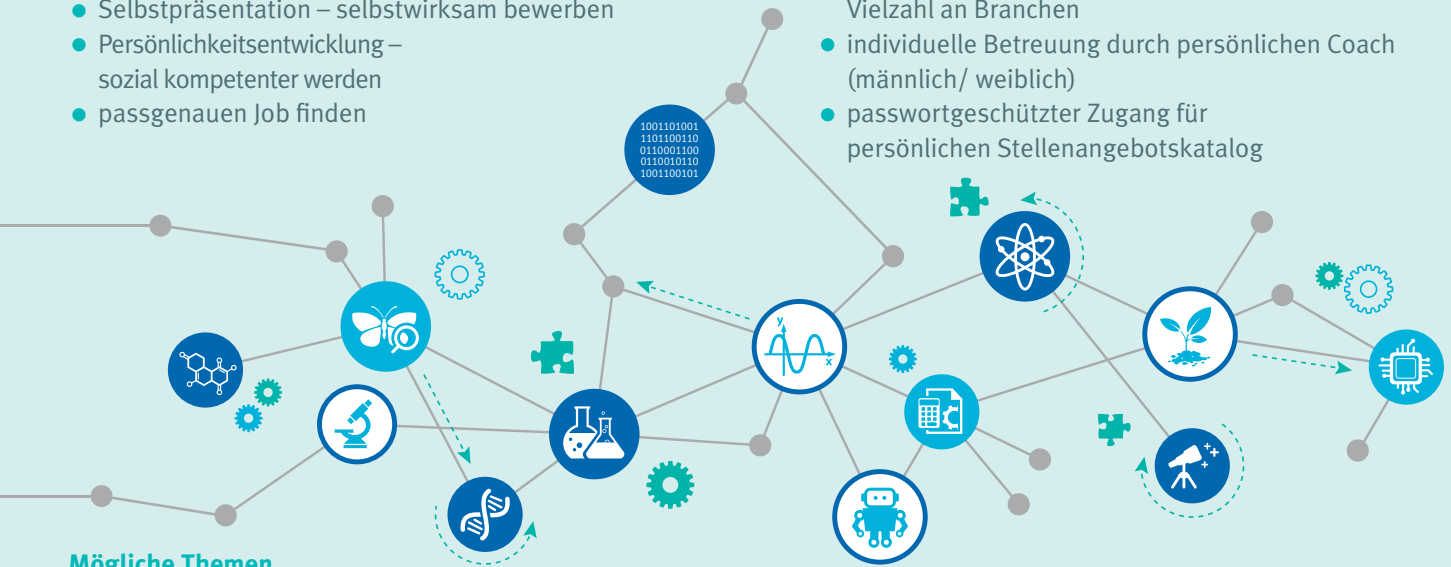 Selbstpräsentation – selbstwirksam bewerben
Persönlichkeitsentwicklung –
sozial kompetenter werden
passgenauen Job finden
Vielzahl an Branchen
individuelle Betreuung durch persönlichen Coach
(männlich/ weiblich)
passwortgeschützter Zugang für
persönlichen Stellenangebotskatalog
1001101001
1101100110
0110001100
0110010110
1001100101
y
x
Mögliche Themen